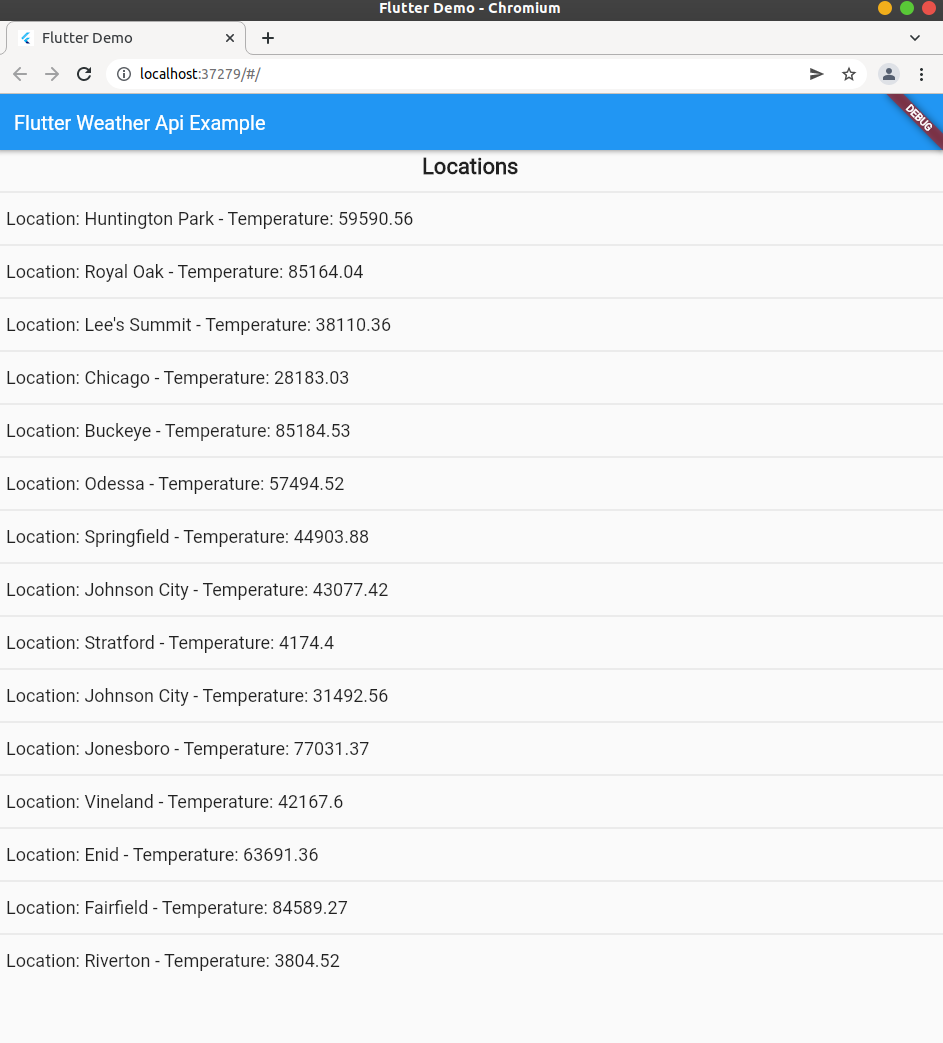 Flutter Demo - Chromium
Flutter Demo
localhost:37279/#/
Flutter Weather Api Example
DEBUG
Locations
Location: Huntington Park - Temperature: 59590.56
Location: Royal Oak - Temperature: 85164.04
Location: Lee's Summit - Temperature: 38110.36
Location: Chicago - Temperature: 28183.03
Location: Buckeye - Temperature: 85184.53
Location: Odessa - Temperature: 57494.52
Location: Springfield - Temperature: 44903.88
Location: Johnson City - Temperature: 43077.42
Location: Stratford - Temperature: 4174.4
Location: Johnson City - Temperature: 31492.56
Location: Jonesboro - Temperature: 77031.37
Location: Vineland - Temperature: 42167.6
Location: Enid - Temperature: 63691.36
Location: Fairfield - Temperature: 84589.27
Location: Riverton - Temperature: 3804.52